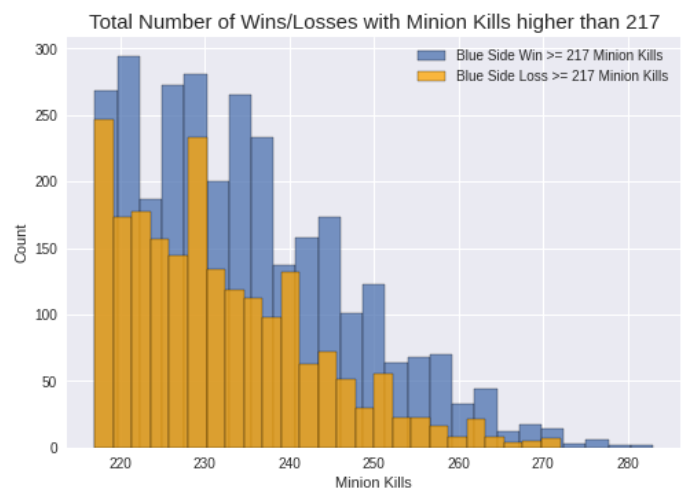 Total Number of Wins/Losses with Minion Kills higher than 217
Blue Side Win >= 217 Minion Kills
Blue Side Loss >= 217 Minion Kills
300
250
200
150
100
50
0
Count
220 230 240 250 260 270 280
Minion Kills